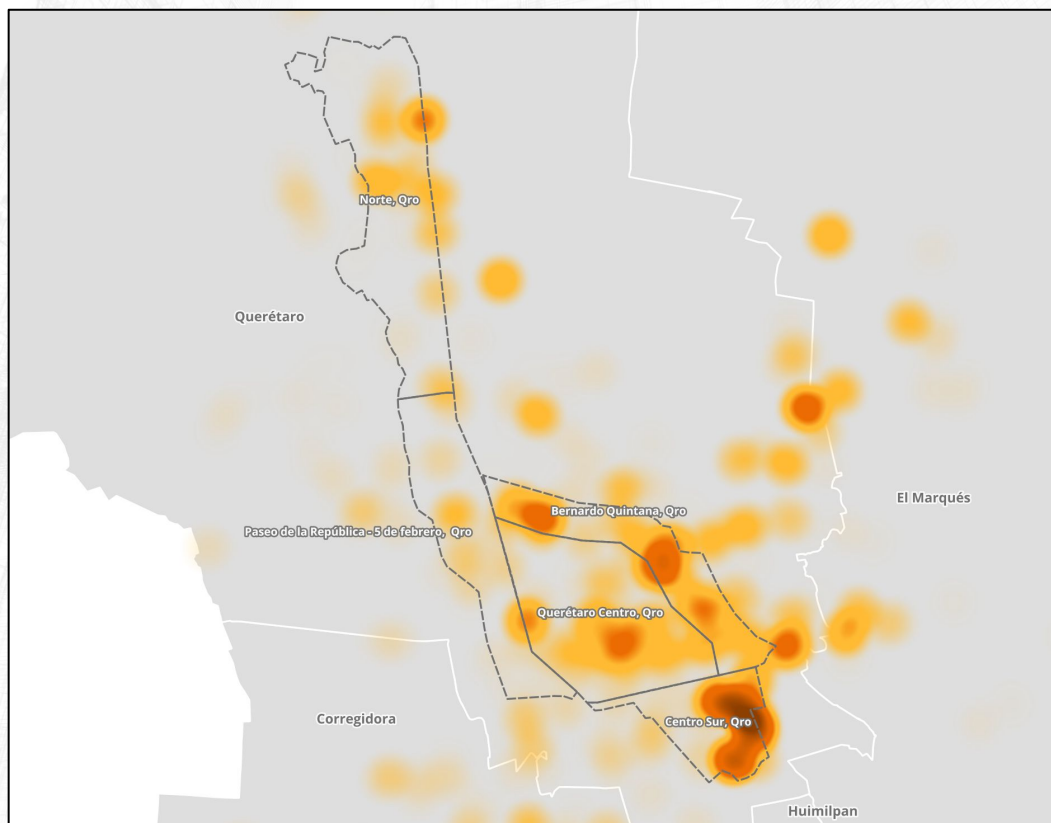 Norte, Qro
Querétaro
El Marqués
Bernardo Quintana, Qro
Paseo de la República - 5 de febrero, Qro
Querétaro Centro, Qro
Corregidora
Centro Sur, Qro
Huimilpan